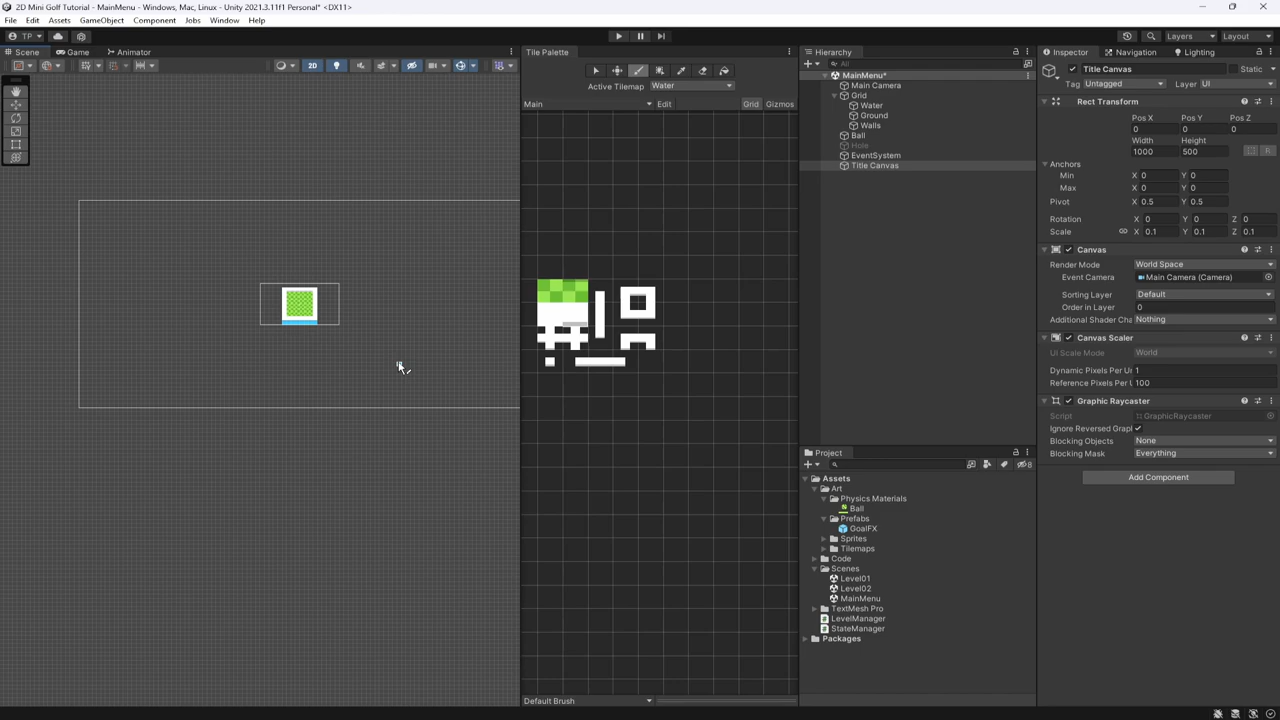 2D Mini Golf Tutorial - MainMenu - Windows, Mac, Linux - Unity 2021.3.11f1 Personal* <DX11>
File Edit Assets GameObject Component Jobs Window Help
TP Layers Layout
Scene Game Animator
2D
Tile Palette
Active Tilemap Water
Main Edit Grid Gizmos
Default Brush
Hierarchy
All
MainMenu*
Main Camera
Grid
Water
Ground
Walls
Ball
Hole
EventSystem
Title Canvas
Project
8
Assets
Art
Physics Materials
Ball
Prefabs
GoalFX
Sprites
Tilemaps
Code
Scenes
Level01
Level02
MainMenu
TextMesh Pro
LevelManager
StateManager
Packages
Inspector Navigation Lighting
Title Canvas Static
Tag Untagged Layer UI
Rect Transform
Pos X Pos Y Pos Z
0 0 0
Width Height
1000 500 R
Anchors
Min X 0 Y 0
Max X 0 Y 0
Pivot X 0.5 Y 0.5
Rotation X 0 Y 0 Z 0
Scale X 0.1 Y 0.1 Z 0.1
Canvas
Render Mode World Space
Event Camera Main Camera (Camera)
Sorting Layer Default
Order in Layer 0
Additional Shader Cha Nothing
Canvas Scaler
UI Scale Mode World
Dynamic Pixels Per Ur 1
Reference Pixels Per U 100
Graphic Raycaster
Script GraphicRaycaster
Ignore Reversed Grapl
Blocking Objects None
Blocking Mask Everything
Add Component